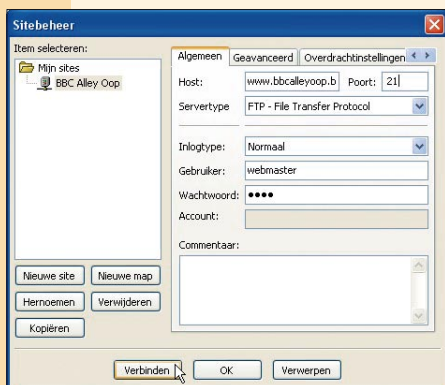 Sitebeheer
Item selecteren:
Mijn sites
BBC Alley Oop
Nieuwe site
Nieuwe map
Hernoemen
Verwijderen
Kopiëren
Algemeen
Geavanceerd
Overdrachtinstellingen
Host: www.bbcalleyoop.b Poort: 21
Servertype FTP - File Transfer Protocol
Inlogtype: Normaal
Gebruiker: webmaster
Wachtwoord: ••••
Account:
Commentaar:
Verbinden
OK
Verwerpen